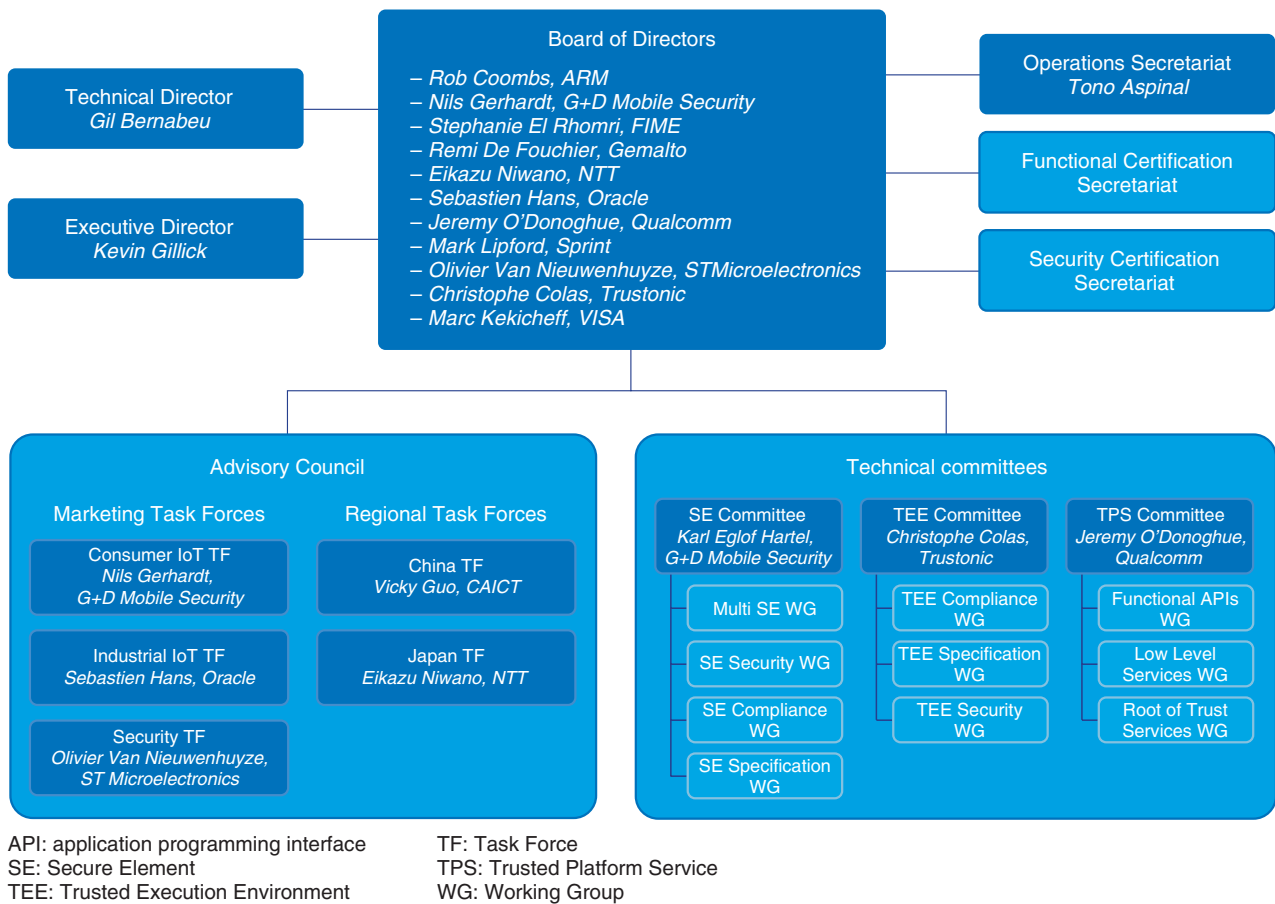 Board of Directors
– Rob Coombs, ARM
– Nils Gerhardt, G+D Mobile Security
– Stephanie El Rhomri, FIME
– Remi De Fouchier, Gemalto
– Eikazu Niwano, NTT
– Sebastien Hans, Oracle
– Jeremy O’Donoghue, Qualcomm
– Mark Lipford, Sprint
– Olivier Van Nieuwenhuyze, STMicroelectronics
– Christophe Colas, Trustonic
– Marc Kekicheff, VISA
Technical Director
Gil Bernabeu
Executive Director
Kevin Gillick
Operations Secretariat
Tono Aspinal
Functional Certification
Secretariat
Security Certification
Secretariat
Advisory Council
Marketing Task Forces
Consumer IoT TF
Nils Gerhardt,
G+D Mobile Security
Industrial IoT TF
Sebastien Hans, Oracle
Security TF
Olivier Van Nieuwenhuyze,
ST Microelectronics
Regional Task Forces
China TF
Vicky Guo, CAICT
Japan TF
Eikazu Niwano, NTT
Technical committees
SE Committee
Karl Eglof Hartel,
G+D Mobile Security
Multi SE WG
SE Security WG
SE Compliance
WG
SE Specification
WG
TEE Committee
Christophe Colas,
Trustonic
TEE Compliance
WG
TEE Specification
WG
TEE Security
WG
TPS Committee
Jeremy O’Donoghue,
Qualcomm
Functional APIs
WG
Low Level
Services WG
Root of Trust
Services WG
API: application programming interface
SE: Secure Element
TEE: Trusted Execution Environment
TF: Task Force
TPS: Trusted Platform Service
WG: Working Group